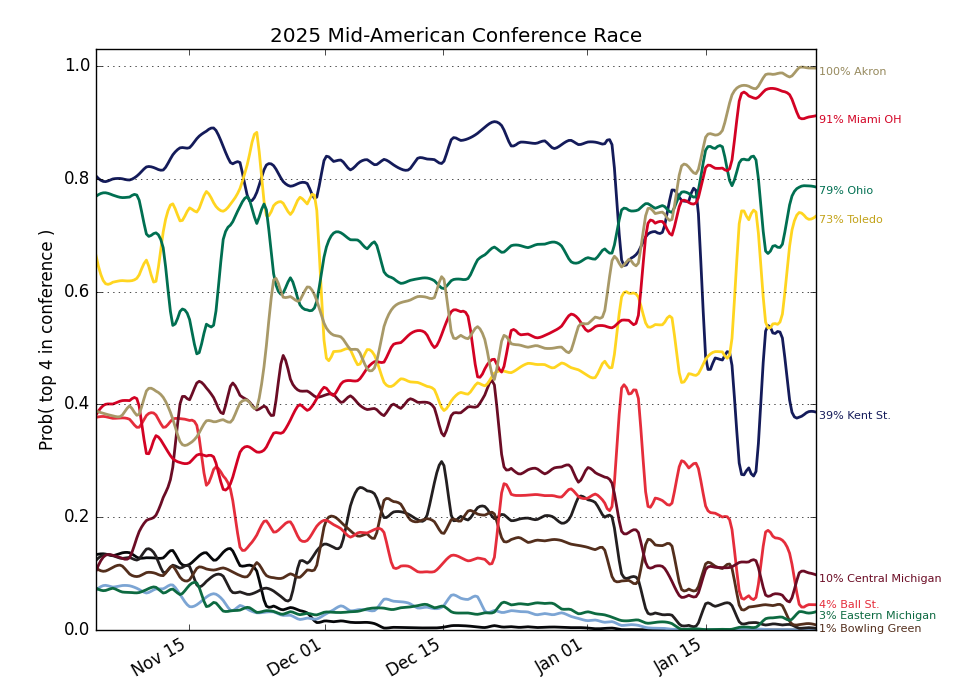 2025 Mid-American Conference Race
Prob( top 4 in conference )
1.0
0.8
0.6
0.4
0.2
0.0
Nov 15
Dec 01
Dec 15
Jan 01
Jan 15
100% Akron
91% Miami OH
79% Ohio
73% Toledo
39% Kent St.
10% Central Michigan
4% Ball St.
3% Eastern Michigan
1% Bowling Green